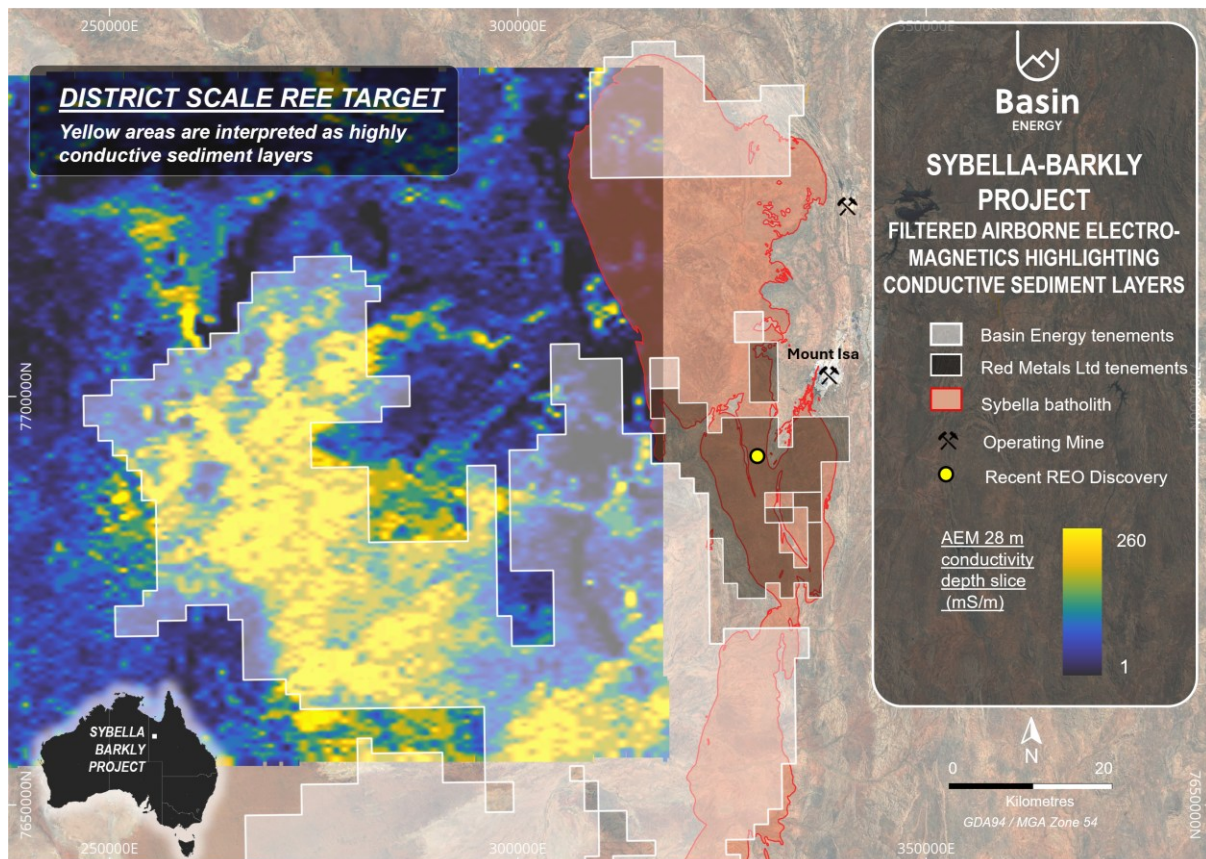 250000E
300000E
350000E
DISTRICT SCALE REE TARGET
Yellow areas are interpreted as highly
conductive sediment layers
Basin
ENERGY
SYBELLA-BARKLY
PROJECT
FILTERED AIRBORNE ELECTRO-
MAGNETICS HIGHLIGHTING
CONDUCTIVE SEDIMENT LAYERS
Basin Energy tenements
Red Metals Ltd tenements
Sybella batholith
Operating Mine
Recent REO Discovery
AEM 28 m
conductivity
depth slice
(mS/m)
260
1
Mount Isa
7700000N
SYBELLA
BARKLY
PROJECT
N
0 20
Kilometres
GDA94 / MGA Zone 54
7650000N
7650000N
250000E
300000E
350000E